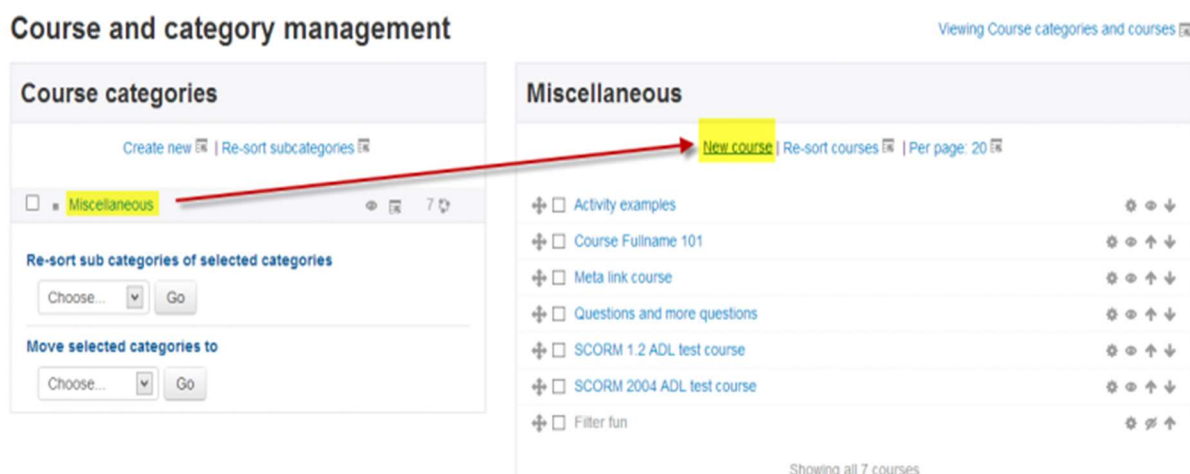 Course and category management
Viewing Course categories and courses
Course categories
Create new | Re-sort subcategories
Miscellaneous 7
Re-sort sub categories of selected categories
Choose... Go
Move selected categories to
Choose... Go
Miscellaneous
New course | Re-sort courses | Per page: 20
Activity examples
Course Fullname 101
Meta link course
Questions and more questions
SCORM 1.2 ADL test course
SCORM 2004 ADL test course
Filter fun
Showing all 7 courses